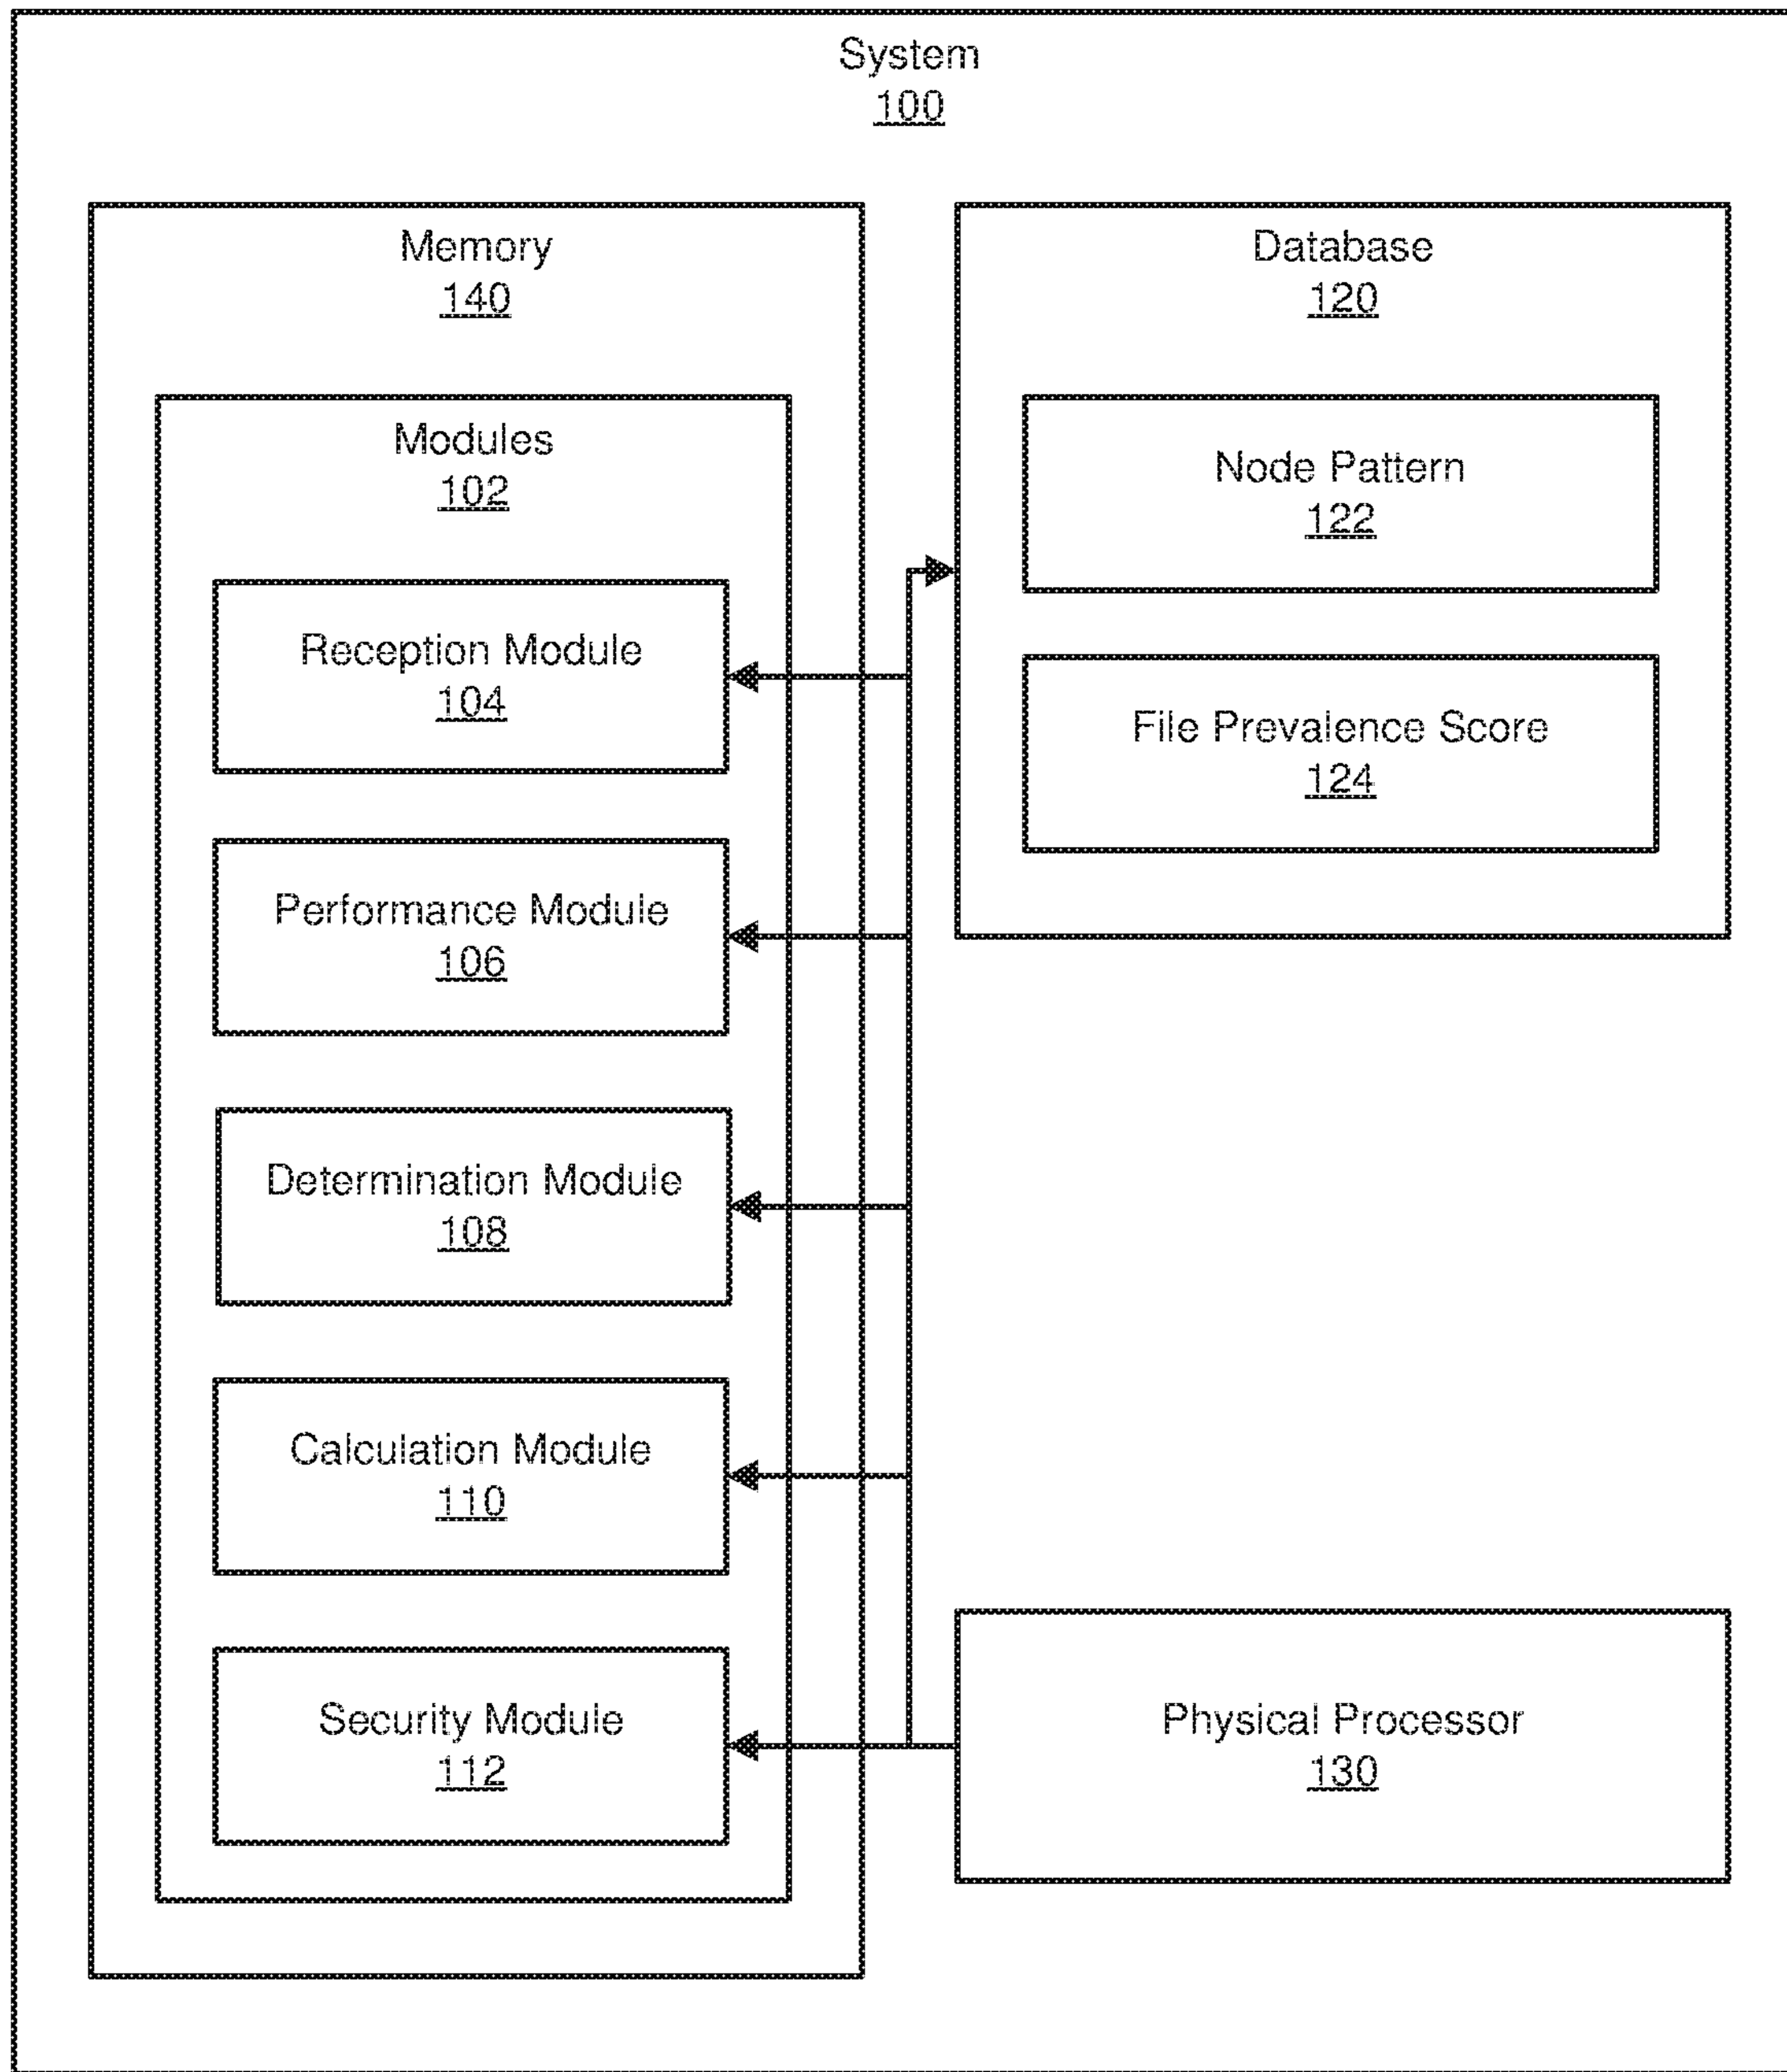 System
100
Memory
140
Modules
102
Reception Module
104
Performance Module
106
Determination Module
108
Calculation Module
110
Security Module
112
Database
120
Node Pattern
122
File Prevalence Score
124
Physical Processor
130